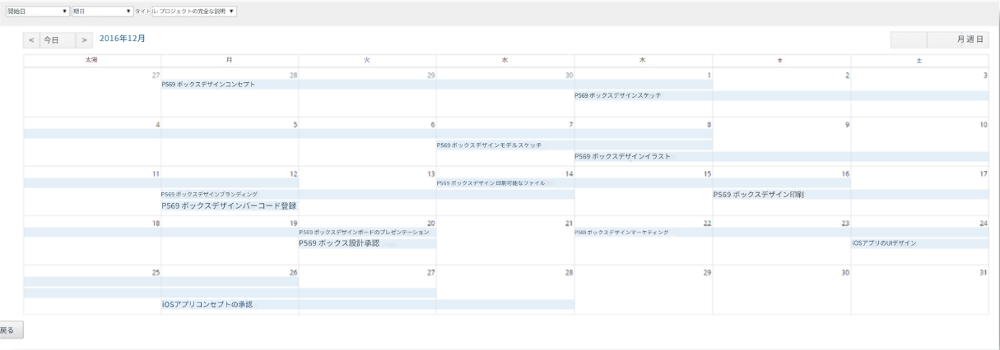 開始日 ▼ 期日 ▼ タイトル: プロジェクトの完全な説明 ▼
< 今日 > 2016年12月 月 週 日
太陽 月 火 水 木 金 土
27 28 29 30 1 2 3
P569 ボックスデザインコンセプト
P569 ボックスデザインスケッチ
4 5 6 7 8 9 10
P569 ボックスデザインモデルスケッチ
P569 ボックスデザインイラスト
11 12 13 14 15 16 17
P569 ボックスデザイン 印刷可能なファイル
P569 ボックスデザインブランディング P569 ボックスデザイン印刷
P569 ボックスデザインバーコード登録
18 19 20 21 22 23 24
P569 ボックスデザインボードのプレゼンテーション P569 ボックスデザインマーケティング
P569 ボックス設計承認 iOSアプリのUIデザイン
25 26 27 28 29 30 31
iOSアプリコンセプトの承認
戻る